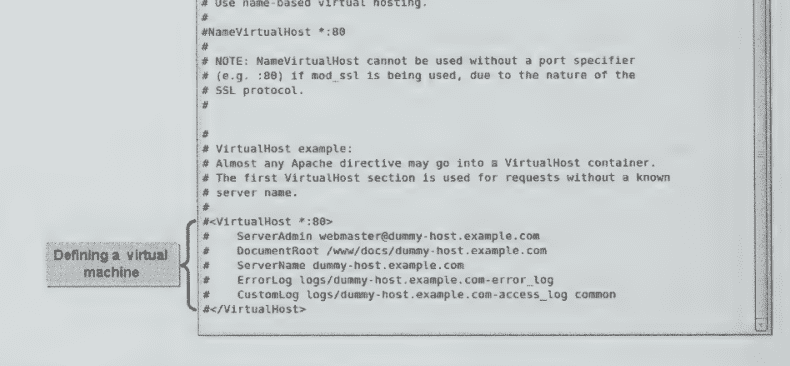 # Use name-based virtual hosting.
#
#NameVirtualHost *:80
#
# NOTE: NameVirtualHost cannot be used without a port specifier
# (e.g. :80) if mod_ssl is being used, due to the nature of the
# SSL protocol.
#
#
# VirtualHost example:
# Almost any Apache directive may go into a VirtualHost container.
# The first VirtualHost section is used for requests without a known
# server name.
#
#<VirtualHost *:80>
#    ServerAdmin webmaster@dummy-host.example.com
#    DocumentRoot /www/docs/dummy-host.example.com
#    ServerName dummy-host.example.com
#    ErrorLog logs/dummy-host.example.com-error_log
#    CustomLog logs/dummy-host.example.com-access_log common
#</VirtualHost>
Defining a virtual
machine